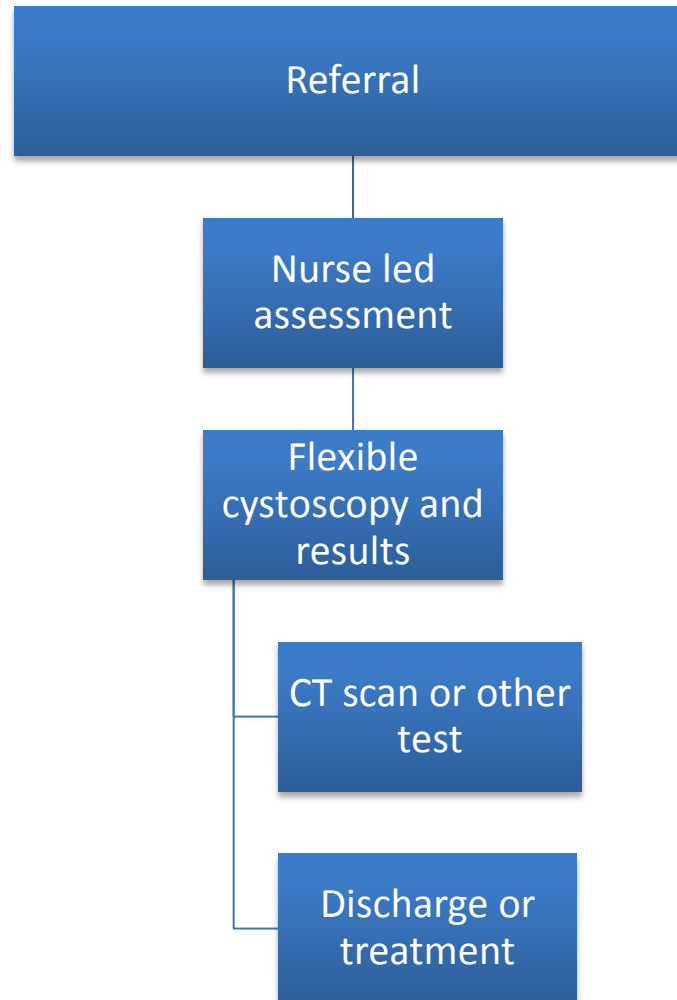 Referral
Nurse led
assessment
Flexible
cystoscopy and
results
CT scan or other
test
Discharge or
treatment